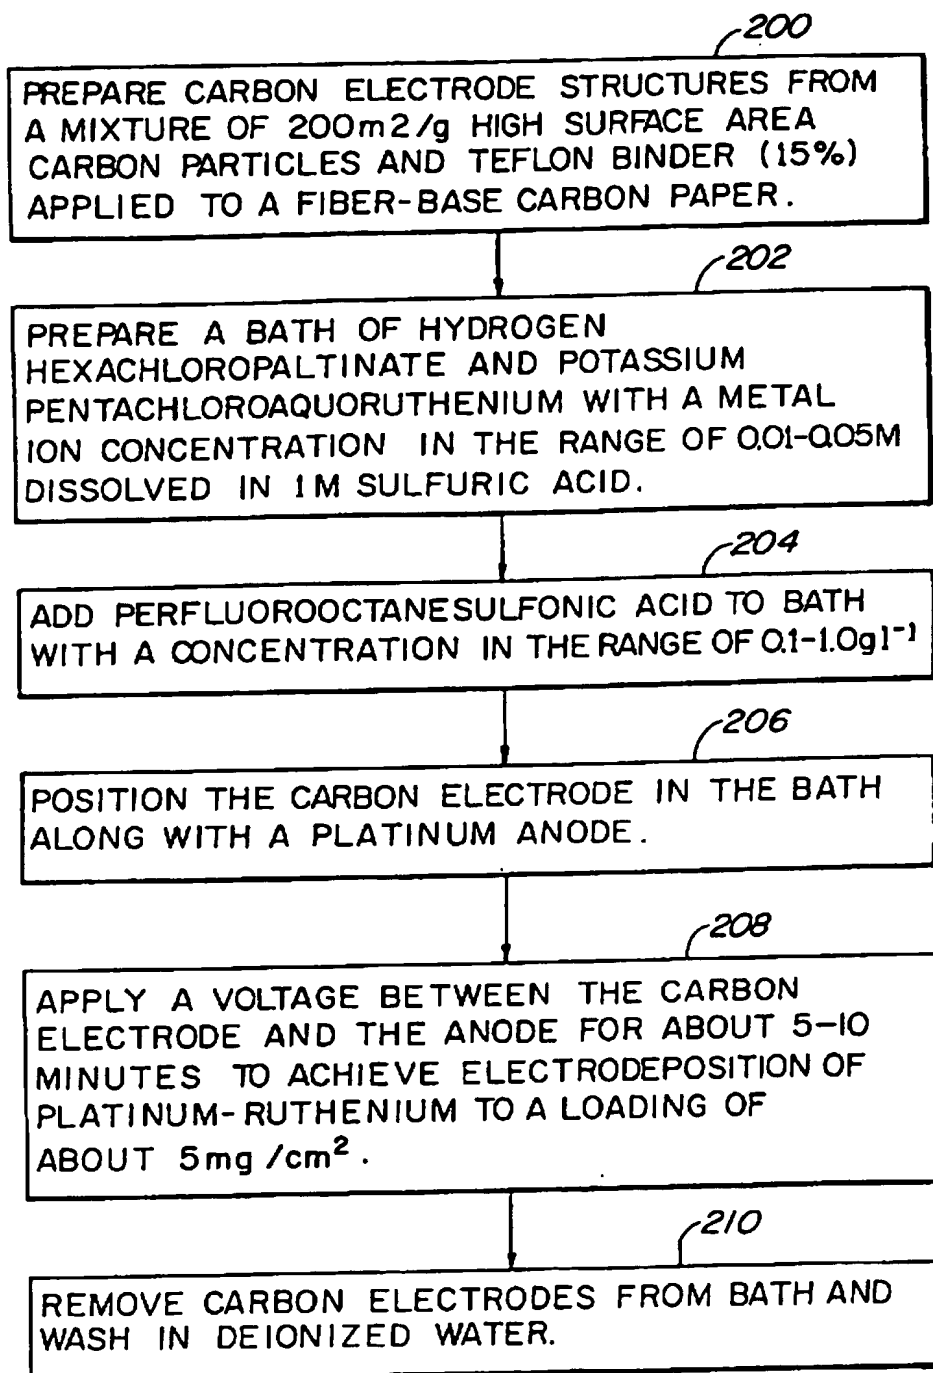 200
PREPARE CARBON ELECTRODE STRUCTURES FROM
A MIXTURE OF 200m2/g HIGH SURFACE AREA
CARBON PARTICLES AND TEFLON BINDER (15%)
APPLIED TO A FIBER-BASE CARBON PAPER.
202
PREPARE A BATH OF HYDROGEN
HEXACHLOROPALTINATE AND POTASSIUM
PENTACHLOROAQUORUTHENIUM WITH A METAL
ION CONCENTRATION IN THE RANGE OF 0.01-0.05M
DISSOLVED IN 1M SULFURIC ACID.
204
ADD PERFLUOROOCTANESULFONIC ACID TO BATH
WITH A CONCENTRATION IN THE RANGE OF 0.1-1.0gl⁻¹
206
POSITION THE CARBON ELECTRODE IN THE BATH
ALONG WITH A PLATINUM ANODE.
208
APPLY A VOLTAGE BETWEEN THE CARBON
ELECTRODE AND THE ANODE FOR ABOUT 5-10
MINUTES TO ACHIEVE ELECTRODEPOSITION OF
PLATINUM-RUTHENIUM TO A LOADING OF
ABOUT 5mg/cm².
210
REMOVE CARBON ELECTRODES FROM BATH AND
WASH IN DEIONIZED WATER.